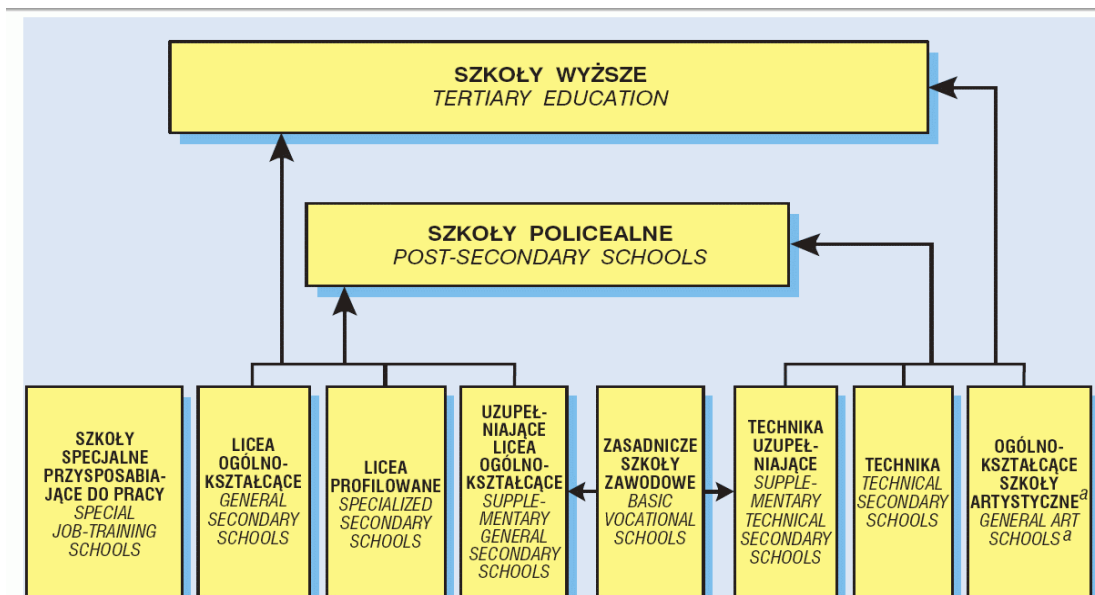 SZKOŁY WYŻSZE
TERTIARY EDUCATION
SZKOŁY POLICEALNE
POST-SECONDARY SCHOOLS
SZKOŁY
SPECJALNE
PRZYSPOSABIA-
JĄCE DO PRACY
SPECIAL
JOB-TRAINING
SCHOOLS
LICEA
OGÓLNO-
KSZTAŁCĄCE
GENERAL
SECONDARY
SCHOOLS
LICEA
PROFILOWANE
SPECIALIZED
SECONDARY
SCHOOLS
UZUPEŁ-
NIAJĄCE
LICEA
OGÓLNO-
KSZTAŁCĄCE
SUPPLE-
MENTARY
GENERAL
SECONDARY
SCHOOLS
ZASADNICZE
SZKOŁY
ZAWODOWE
BASIC
VOCATIONAL
SCHOOLS
TECHNIKA
UZUPEŁ-
NIAJĄCE
SUPPLE-
MENTARY
TECHNICAL
SECONDARY
SCHOOLS
TECHNIKA
TECHNICAL
SECONDARY
SCHOOLS
OGÓLNO-
KSZTAŁCĄCE
SZKOŁY
ARTYSTYCZNE a
GENERAL ART
SCHOOLS a